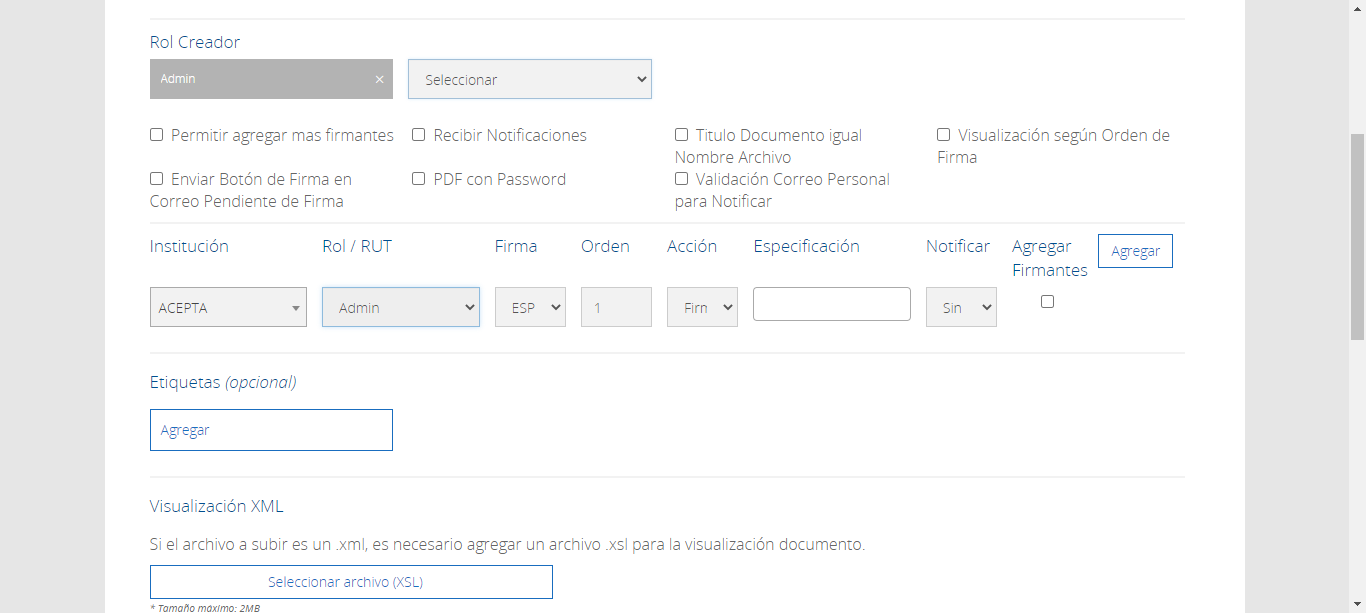 Rol Creador
Admin ×
Seleccionar
Permitir agregar mas firmantes
Recibir Notificaciones
Titulo Documento igual
Nombre Archivo
Visualización según Orden de
Firma
Enviar Botón de Firma en
Correo Pendiente de Firma
PDF con Password
Validación Correo Personal
para Notificar
Institución
Rol / RUT
Firma
Orden
Acción
Especificación
Notificar
Agregar
Firmantes
Agregar
ACEPTA
Admin
ESP
1
Firn
Sin
Etiquetas (opcional)
Agregar
Visualización XML
Si el archivo a subir es un .xml, es necesario agregar un archivo .xsl para la visualización documento.
Seleccionar archivo (XSL)
* Tamaño máximo: 2MB